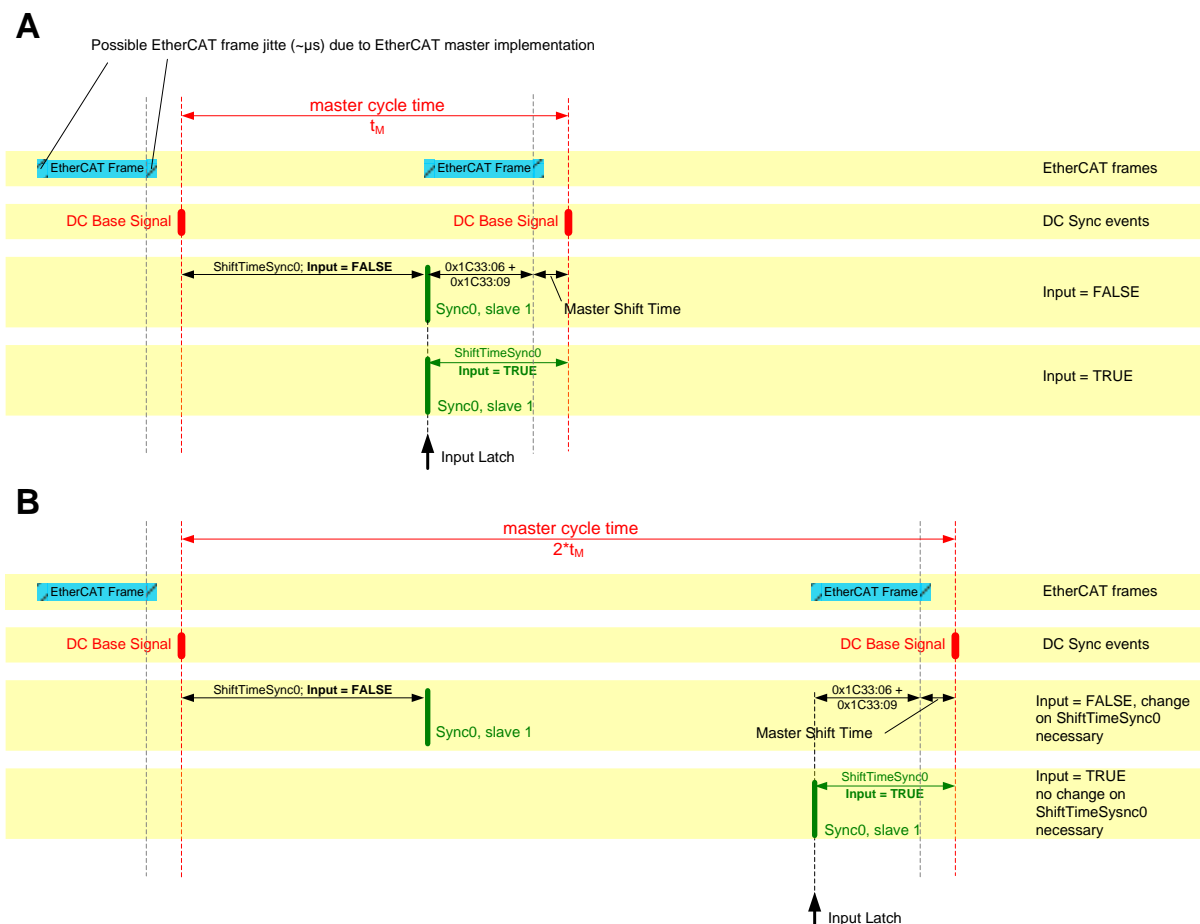 A
Possible EtherCAT frame jitte (~µs) due to EtherCAT master implementation
master cycle time
tM
EtherCAT Frame
EtherCAT Frame
EtherCAT frames
DC Base Signal
DC Base Signal
DC Sync events
ShiftTimeSync0; Input = FALSE
0x1C33:06 +
0x1C33:09
Sync0, slave 1
Master Shift Time
Input = FALSE
ShiftTimeSync0
Input = TRUE
Sync0, slave 1
Input = TRUE
Input Latch
B
master cycle time
2*tM
EtherCAT Frame
EtherCAT Frame
EtherCAT frames
DC Base Signal
DC Base Signal
DC Sync events
ShiftTimeSync0; Input = FALSE
Sync0, slave 1
0x1C33:06 +
0x1C33:09
Master Shift Time
Input = FALSE, change
on ShiftTimeSync0
necessary
ShiftTimeSync0
Input = TRUE
Sync0, slave 1
Input = TRUE
no change on
ShiftTimeSysnc0
necessary
Input Latch